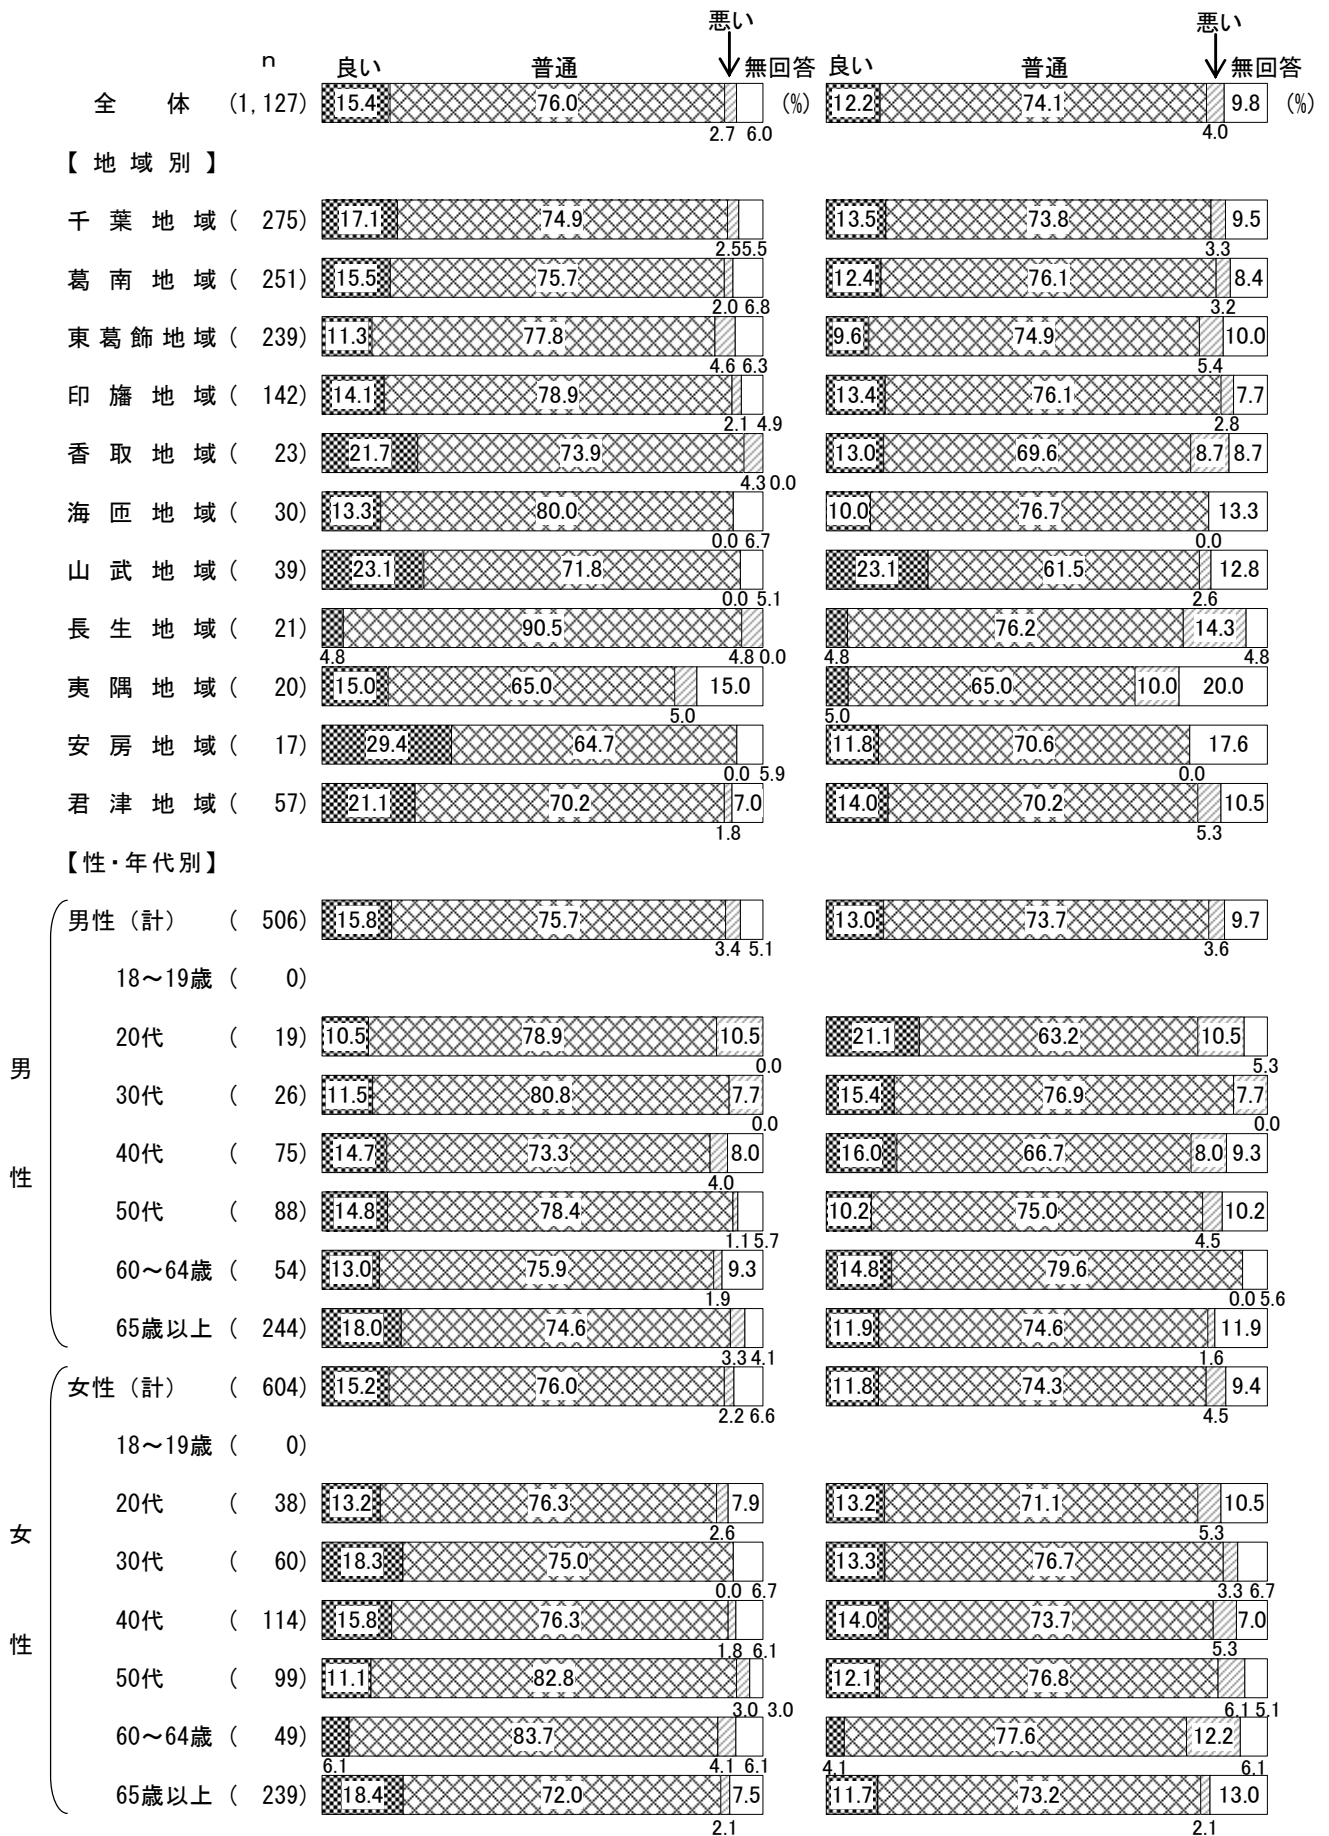 悪い 悪い
n 良い 普通 無回答 良い 普通 無回答
全 体 (1,127) 15.4 76.0 (%) 12.2 74.1 9.8 (%)
2.7 6.0 4.0
【地域別】
千葉地域( 275) 17.1 74.9 13.5 73.8 9.5
2.5 5.5 3.3
葛南地域( 251) 15.5 75.7 12.4 76.1 8.4
2.0 6.8 3.2
東葛飾地域( 239) 11.3 77.8 9.6 74.9 10.0
4.6 6.3 5.4
印旛地域( 142) 14.1 78.9 13.4 76.1 7.7
2.1 4.9 2.8
香取地域( 23) 21.7 73.9 13.0 69.6 8.7 8.7
4.3 0.0
海匝地域( 30) 13.3 80.0 10.0 76.7 13.3
0.0 6.7 0.0
山武地域( 39) 23.1 71.8 23.1 61.5 12.8
0.0 5.1 2.6
長生地域( 21) 90.5 76.2 14.3
4.8 4.8 0.0 4.8 4.8
夷隅地域( 20) 15.0 65.0 15.0 65.0 10.0 20.0
5.0 5.0
安房地域( 17) 29.4 64.7 11.8 70.6 17.6
0.0 5.9 0.0
君津地域( 57) 21.1 70.2 7.0 14.0 70.2 10.5
1.8 5.3
【性・年代別】
男性(計) ( 506) 15.8 75.7 13.0 73.7 9.7
3.4 5.1 3.6
18～19歳 ( 0)
20代 ( 19) 10.5 78.9 10.5 21.1 63.2 10.5
0.0 5.3
男
30代 ( 26) 11.5 80.8 7.7 15.4 76.9 7.7
0.0 0.0
40代 ( 75) 14.7 73.3 8.0 16.0 66.7 8.0 9.3
性
4.0
50代 ( 88) 14.8 78.4 10.2 75.0 10.2
1.1 5.7 4.5
60～64歳 ( 54) 13.0 75.9 9.3 14.8 79.6
1.9 0.0 5.6
65歳以上 ( 244) 18.0 74.6 11.9 74.6 11.9
3.3 4.1 1.6
女性(計) ( 604) 15.2 76.0 11.8 74.3 9.4
2.2 6.6 4.5
18～19歳 ( 0)
20代 ( 38) 13.2 76.3 7.9 13.2 71.1 10.5
2.6 5.3
女
30代 ( 60) 18.3 75.0 13.3 76.7
0.0 6.7 3.3 6.7
40代 ( 114) 15.8 76.3 14.0 73.7 7.0
性
1.8 6.1 5.3
50代 ( 99) 11.1 82.8 12.1 76.8
3.0 3.0 6.1 5.1
60～64歳 ( 49) 83.7 77.6 12.2
6.1 4.1 6.1 4.1 6.1
65歳以上 ( 239) 18.4 72.0 7.5 11.7 73.2 13.0
2.1 2.1